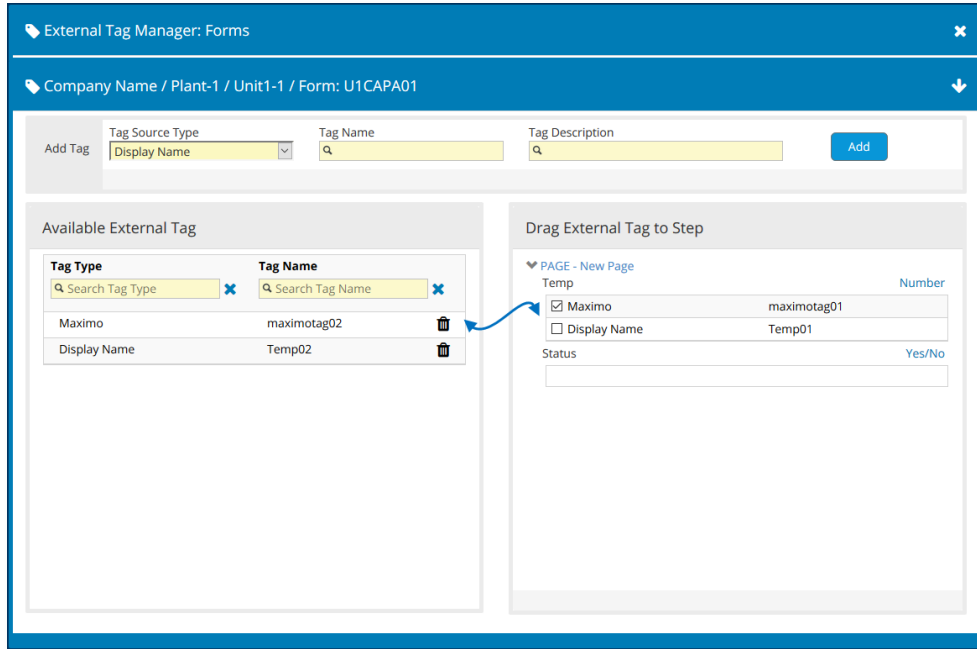 External Tag Manager: Forms
Company Name / Plant-1 / Unit1-1 / Form: U1CAPA01
Add Tag
Tag Source Type
Display Name
Tag Name
Tag Description
Add
Available External Tag
Tag Type
Tag Name
Search Tag Type
Search Tag Name
Maximo maximotag02
Display Name Temp02
Drag External Tag to Step
PAGE - New Page
Temp Number
Maximo maximotag01
Display Name Temp01
Status Yes/No